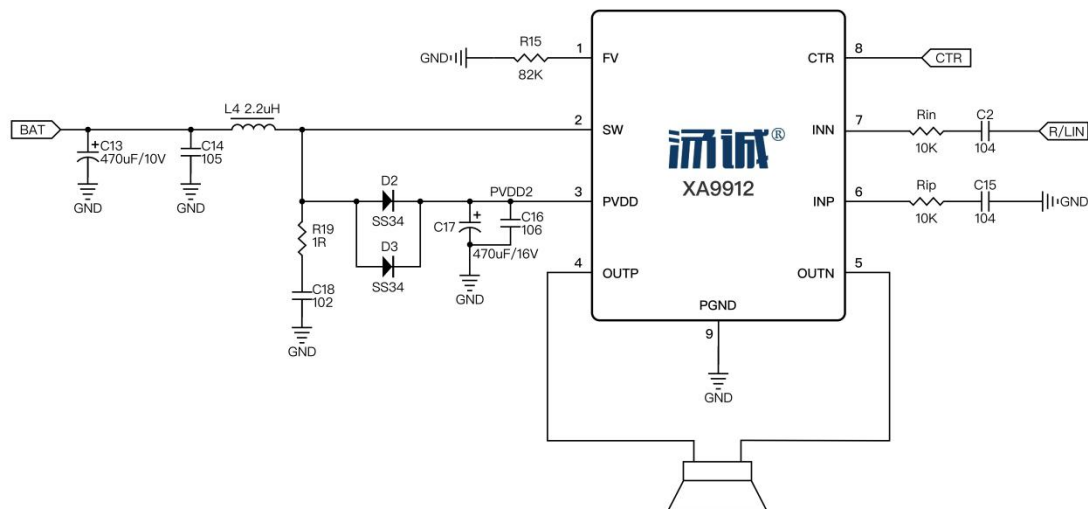 1
R15
GND
82K
FV
CTR
8
CTR
L4 2.2uH
BAT
2
SW
汤诚®
XA9912
INN
7
Rin
10K
C2
104
R/LIN
+
C13
470uF/10V
GND
C14
105
GND
D2
SS34
PVDD2
3
PVDD
INP
6
Rip
10K
C15
104
GND
R19
1R
D3
SS34
C17
+
470uF/16V
C16
106
GND
4
OUTP
OUTN
5
C18
102
GND
PGND
9
GND